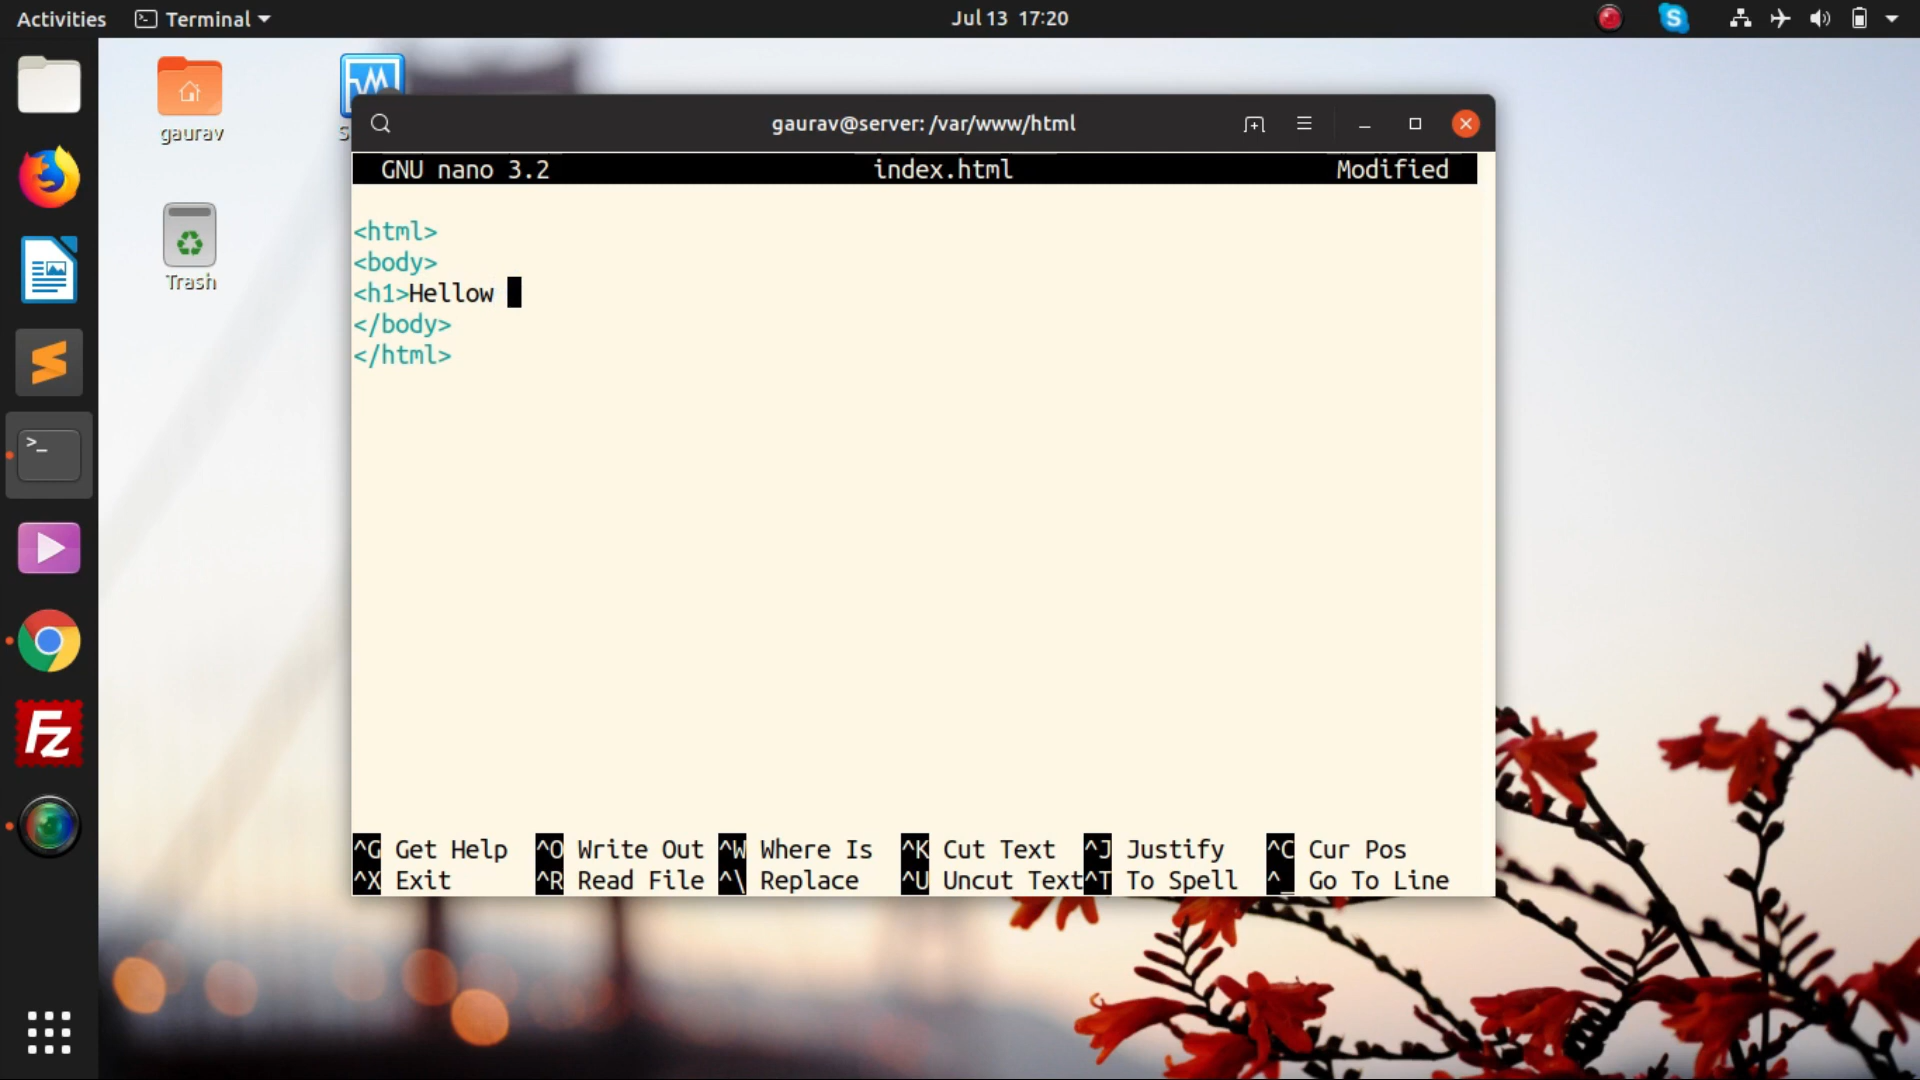 Activities Terminal Jul 13 17:20
gaurav
Trash
gaurav@server: /var/www/html
GNU nano 3.2 index.html Modified
<html>
<body>
<h1>Hellow
</body>
</html>
^G Get Help ^O Write Out ^W Where Is ^K Cut Text ^J Justify ^C Cur Pos
^X Exit ^R Read File ^\ Replace ^U Uncut Text^T To Spell ^_ Go To Line